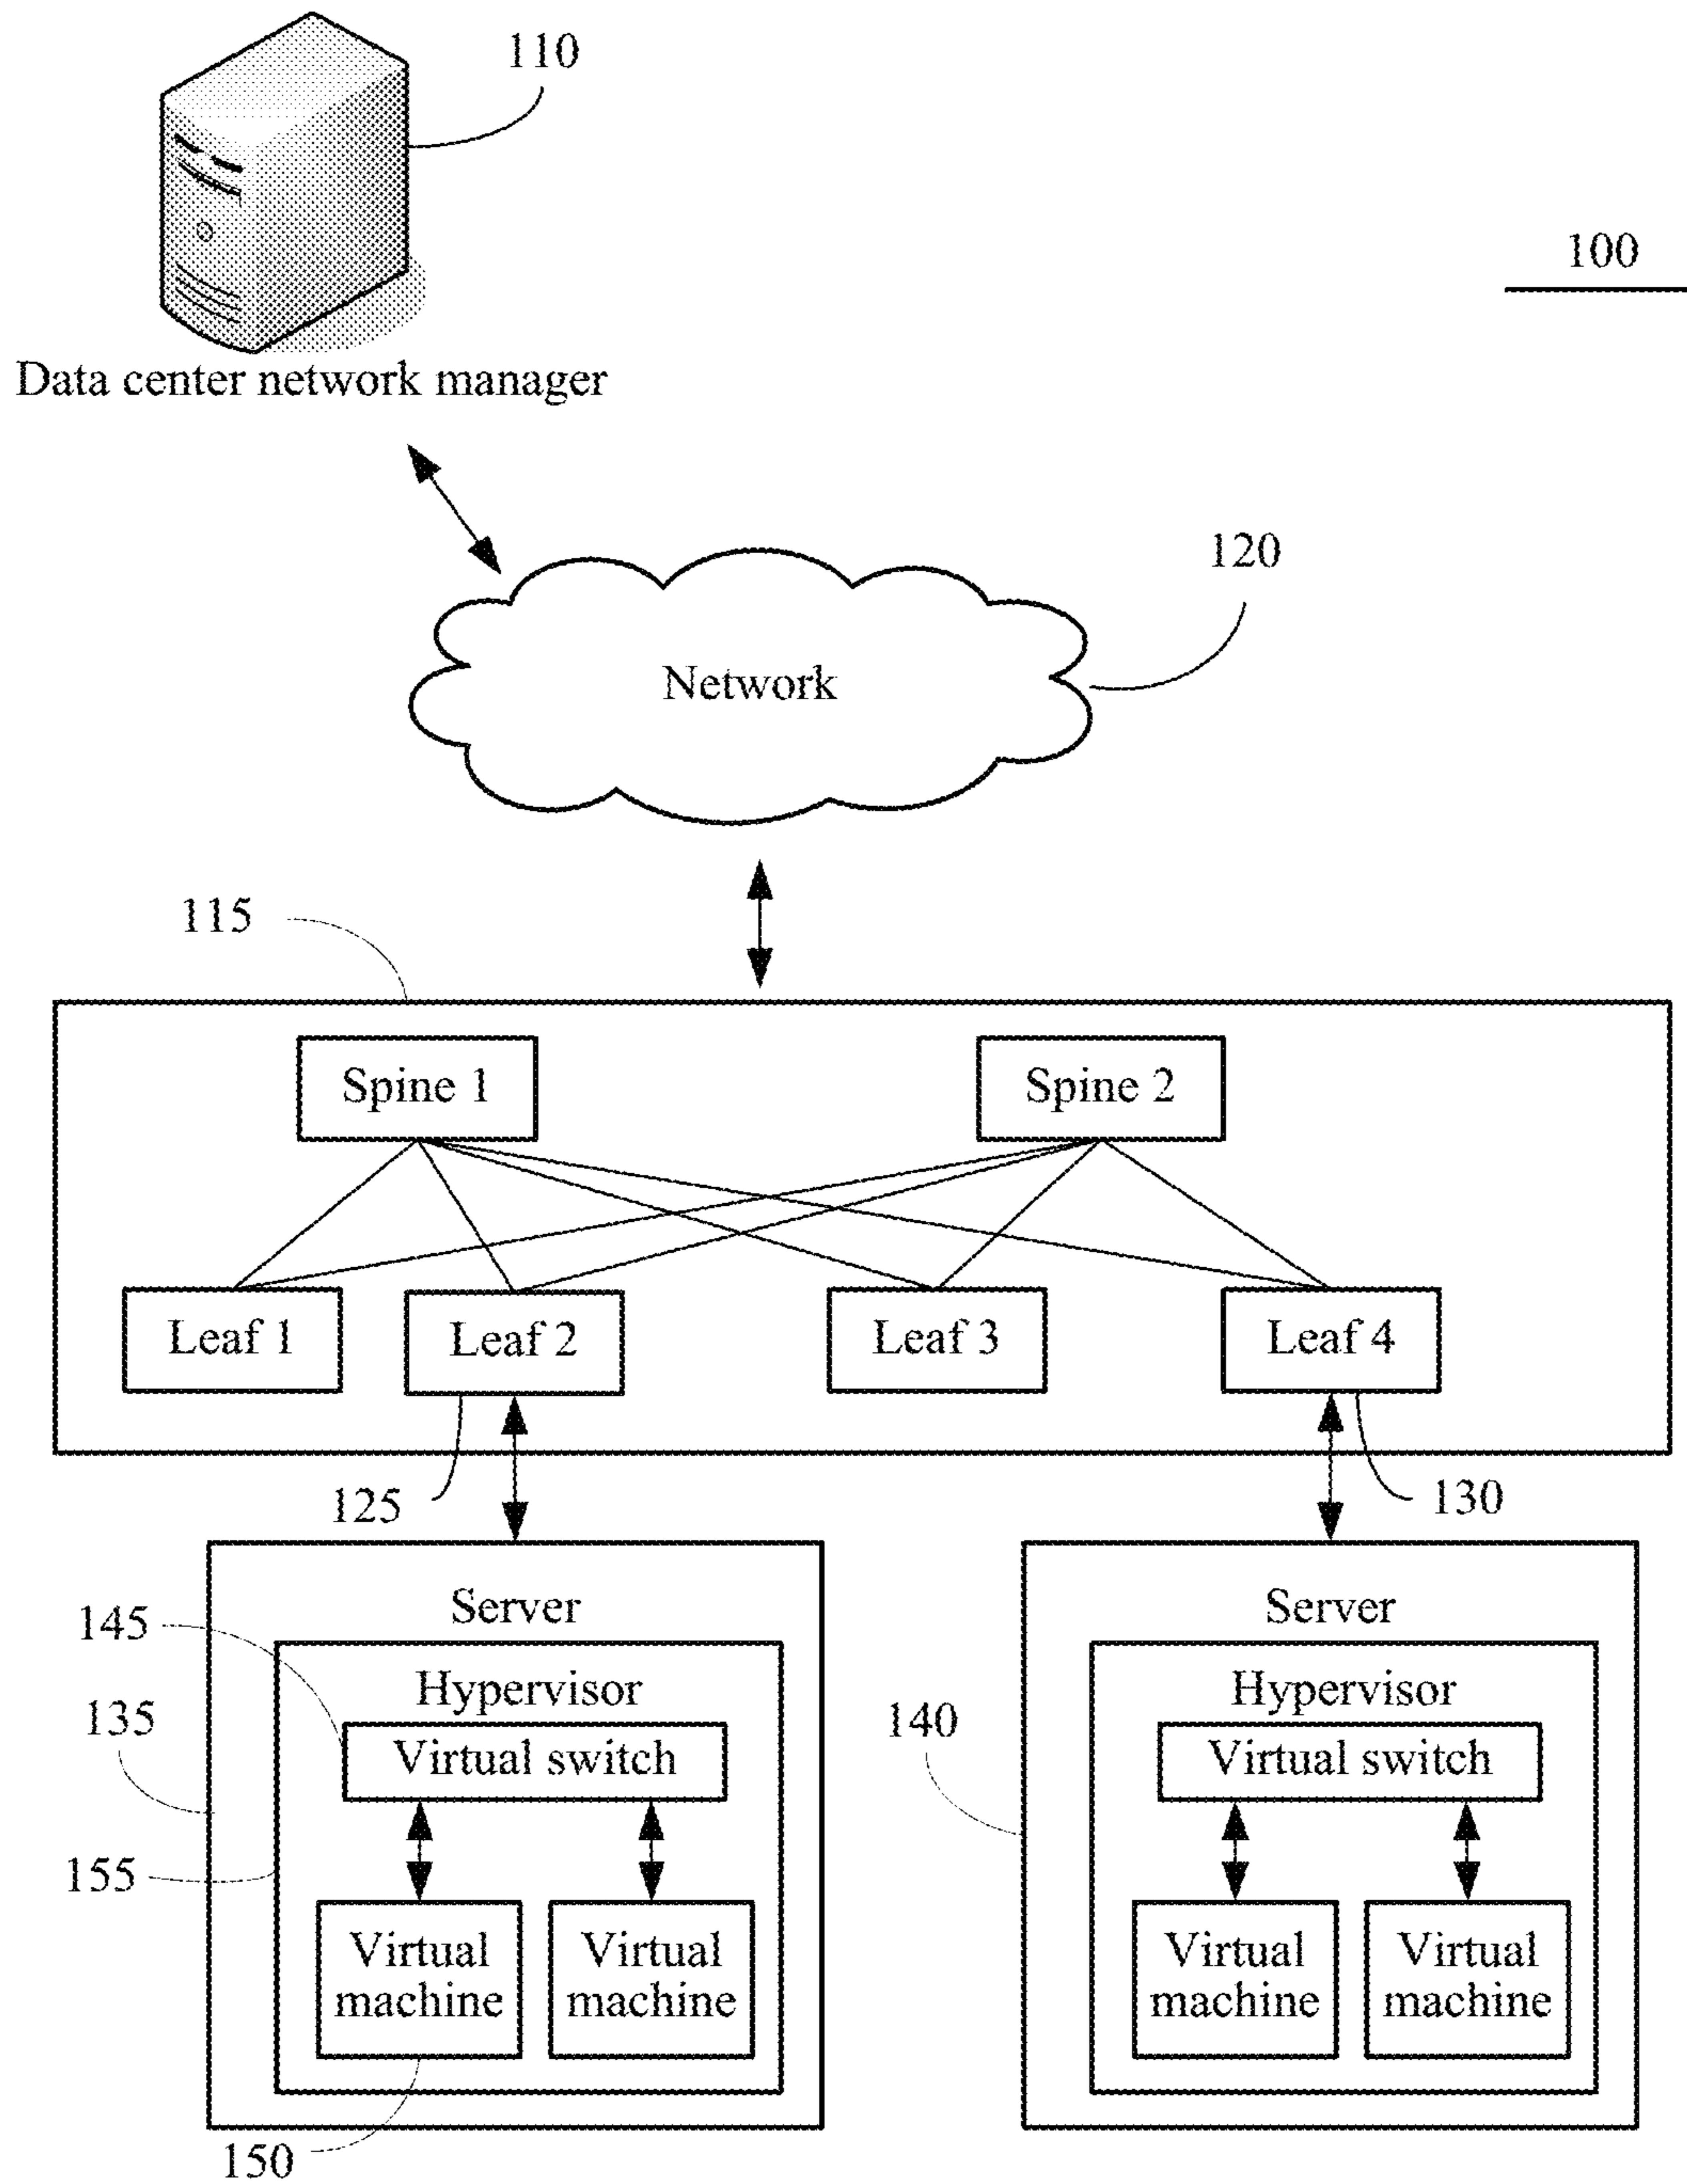 110
100
Data center network manager
120
Network
115
Spine 1
Spine 2
Leaf 1
Leaf 2
Leaf 3
Leaf 4
125
130
Server
Server
145
Hypervisor
Hypervisor
135
140
Virtual switch
Virtual switch
155
Virtual
machine
Virtual
machine
Virtual
machine
Virtual
machine
150